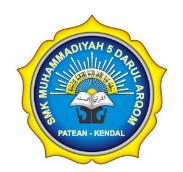 SMK MUHAMMADIYAH 5 DARUL ARQOM
PATEAN - KENDAL